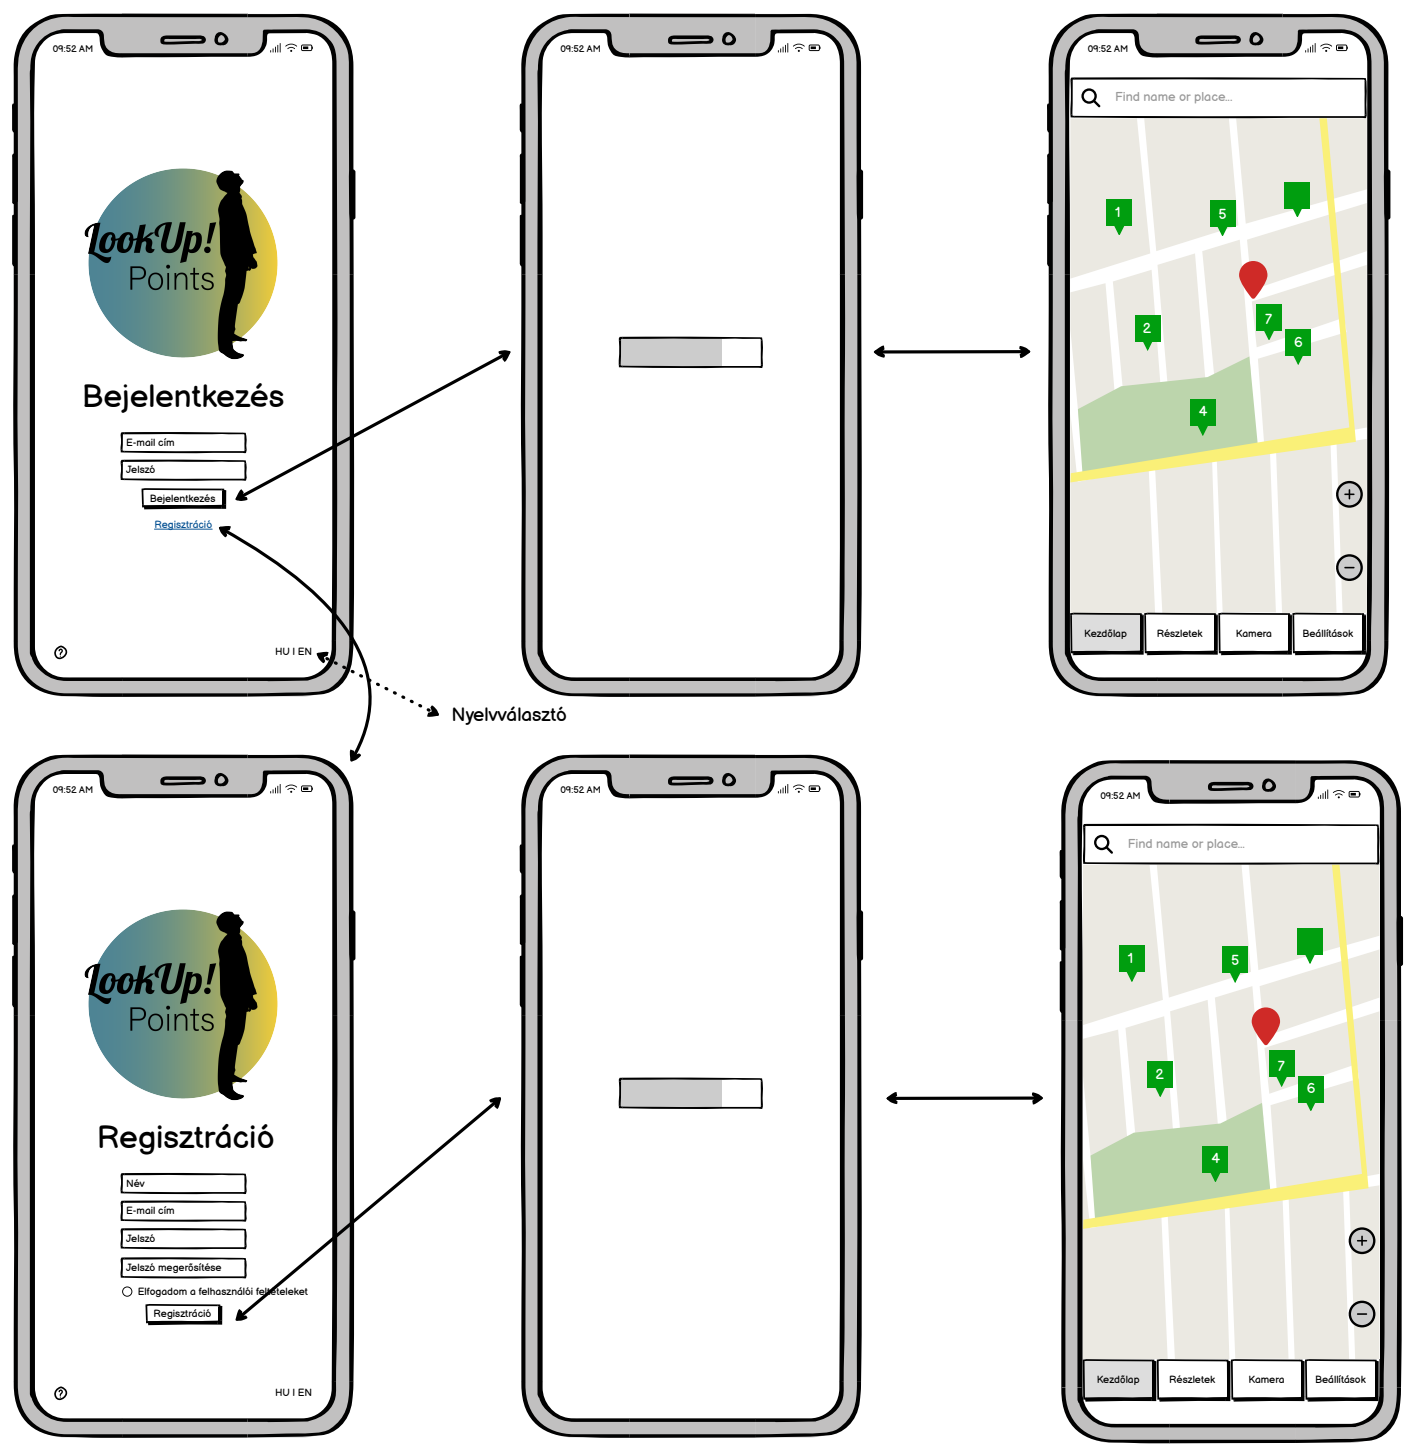 09:52 AM
LookUp!
Points
Bejelentkezés
E-mail cím
Jelszó
Bejelentkezés
Regisztráció
HU I EN
09:52 AM
09:52 AM
Find name or place...
1
5
2
7
6
4
+
−
Kezdőlap
Részletek
Kamera
Beállítások
Nyelvválasztó
09:52 AM
LookUp!
Points
Regisztráció
Név
E-mail cím
Jelszó
Jelszó megerősítése
Elfogadom a felhasználói feltételeket
Regisztráció
HU I EN
09:52 AM
09:52 AM
Find name or place...
1
5
2
7
6
4
+
−
Kezdőlap
Részletek
Kamera
Beállítások